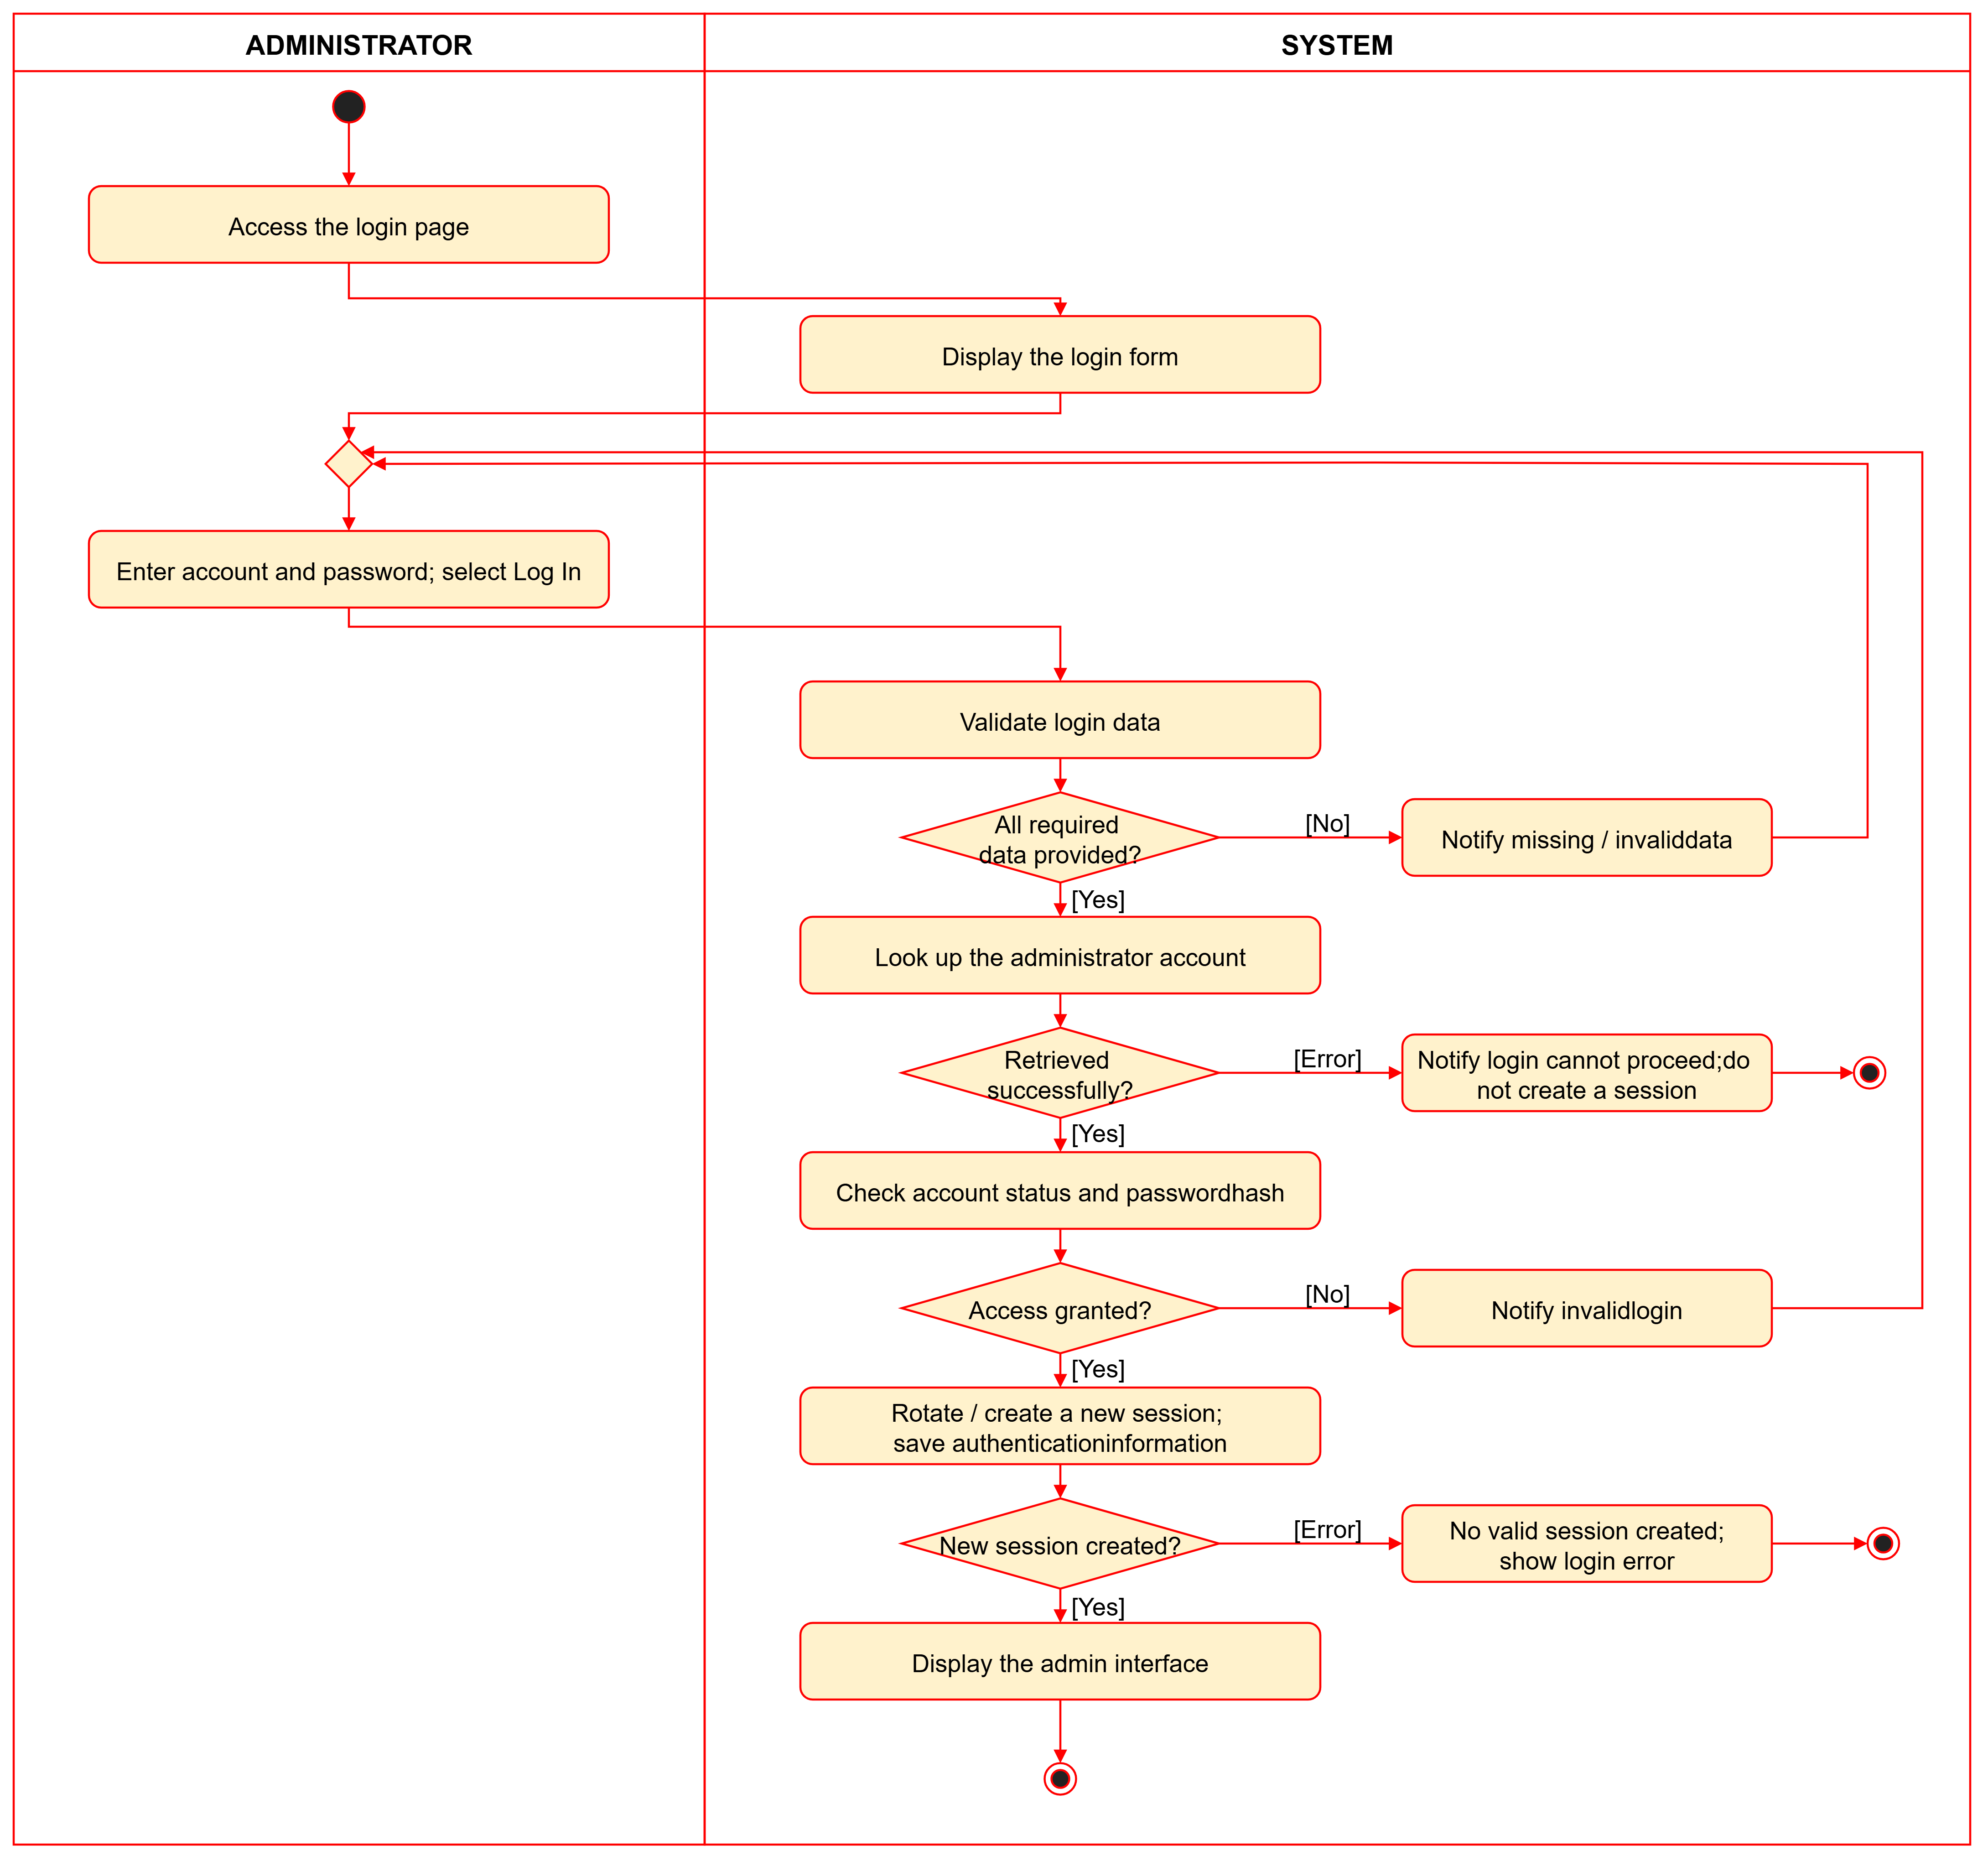 ADMINISTRATOR
SYSTEM
Access the login page
Display the login form
Enter account and password; select Log In
Validate login data
All required
data provided?
[No]
Notify missing / invaliddata
[Yes]
Look up the administrator account
Retrieved
successfully?
[Error]
Notify login cannot proceed;do
not create a session
[Yes]
Check account status and passwordhash
Access granted?
[No]
Notify invalidlogin
[Yes]
Rotate / create a new session;
save authenticationinformation
New session created?
[Error]
No valid session created;
show login error
[Yes]
Display the admin interface